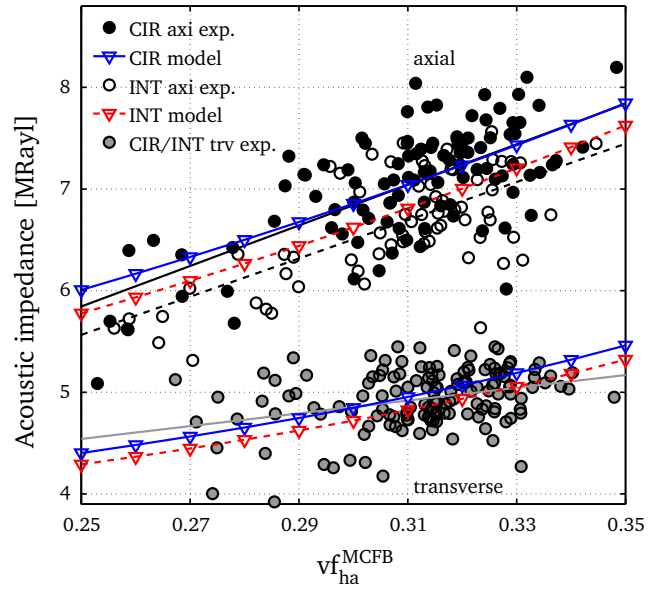 CIR axi exp.
CIR model
INT axi exp.
INT model
CIR/INT trv exp.
axial
transverse
8
7
6
5
4
0.25 0.27 0.29 0.31 0.33 0.35
Acoustic impedance [MRayl]
vf_ha^MCFB